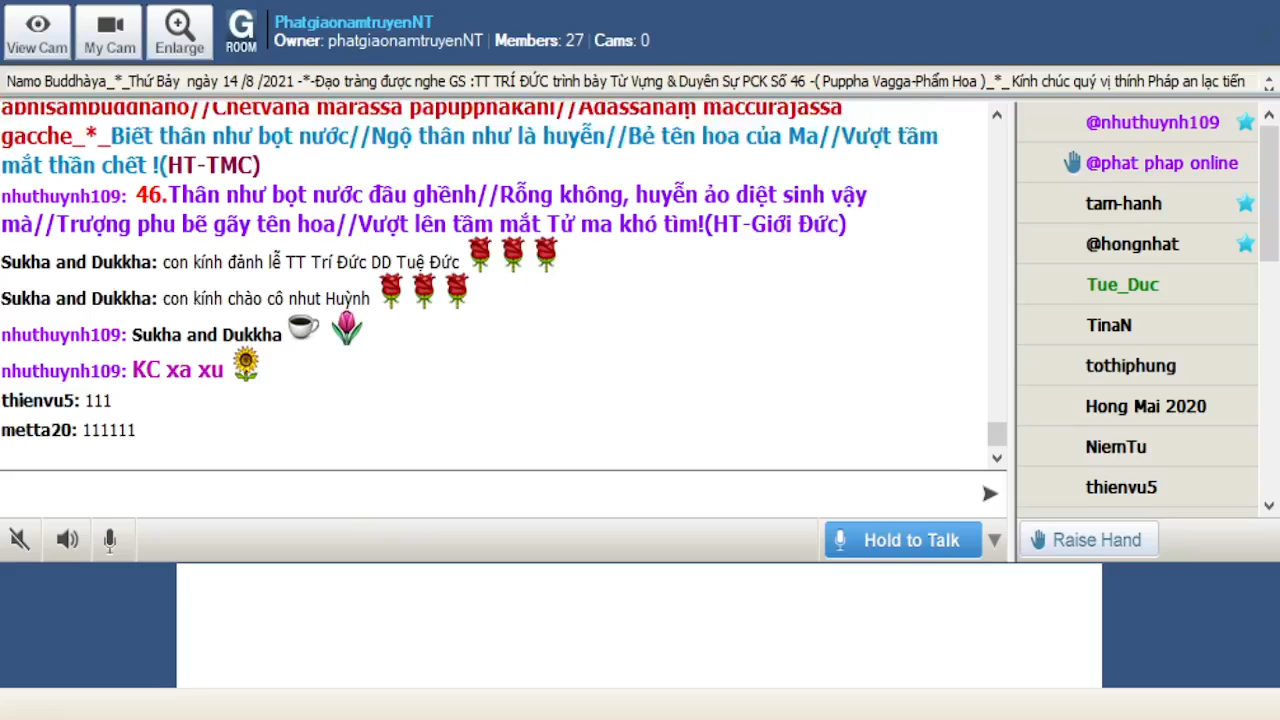 View Cam
My Cam
Enlarge
G
ROOM
PhatgiaonamtruyenNT
Owner: phatgiaonamtruyenNT | Members: 27 | Cams: 0
Namo Buddhàya_*_Thứ Bảy ngày 14 /8 /2021 -*-Đạo tràng được nghe GS :TT TRÍ ĐỨC trình bày Từ Vựng & Duyên Sự PCK Số 46 -( Puppha Vagga-Phẩm Hoa )_*_ Kính chúc quý vị thính Pháp an lạc tiến
abhisambuddhāno//Chetvāna mārassa papupphakāni//Adassanaṃ maccurājassa
gacche_*_Biết thân như bọt nước//Ngộ thân như là huyễn//Bẻ tên hoa của Ma//Vượt tầm
mắt thần chết !(HT-TMC)
nhuthuynh109: 46.Thân như bọt nước đầu ghềnh//Rỗng không, huyễn ảo diệt sinh vậy
mà//Trượng phu bẽ gãy tên hoa//Vượt lên tầm mắt Tử ma khó tìm!(HT-Giới Đức)
Sukha and Dukkha: con kính đảnh lễ TT Trí Đức DD Tuệ Đức
Sukha and Dukkha: con kính chào cô nhut Huỳnh
nhuthuynh109: Sukha and Dukkha
nhuthuynh109: KC xa xu
thienvu5: 111
metta20: 111111
@nhuthuynh109
@phat phap online
tam-hanh
@hongnhat
Tue_Duc
TinaN
tothiphung
Hong Mai 2020
NiemTu
thienvu5
Hold to Talk
Raise Hand